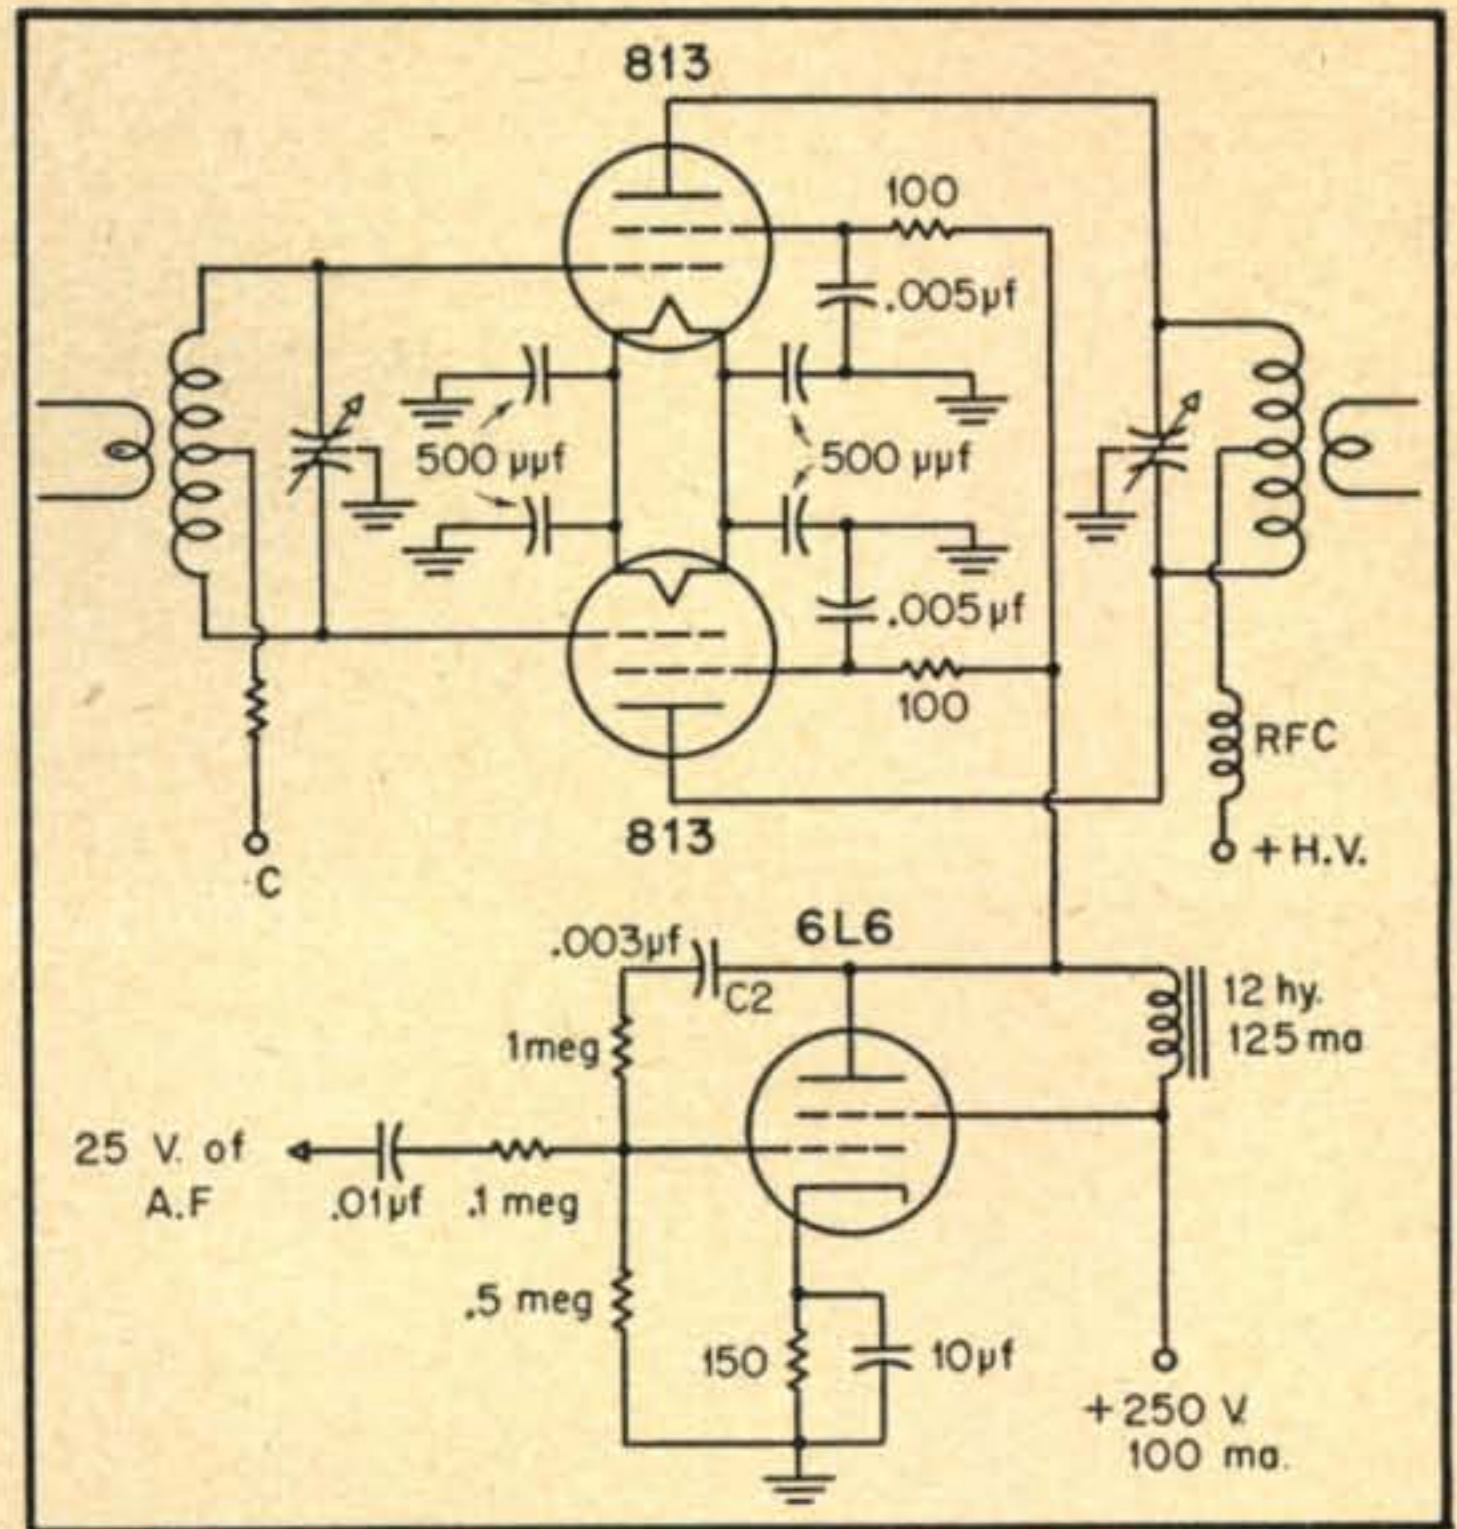 813
100
.005µf
500 µµf
500 µµf
.005µf
100
RFC
813
+ H.V.
C
6L6
.003µf
C2
12 hy.
125 ma
1meg
25 V. of
A.F
.01µf
.1 meg
.5 meg
150
10µf
+250 V.
100 ma.